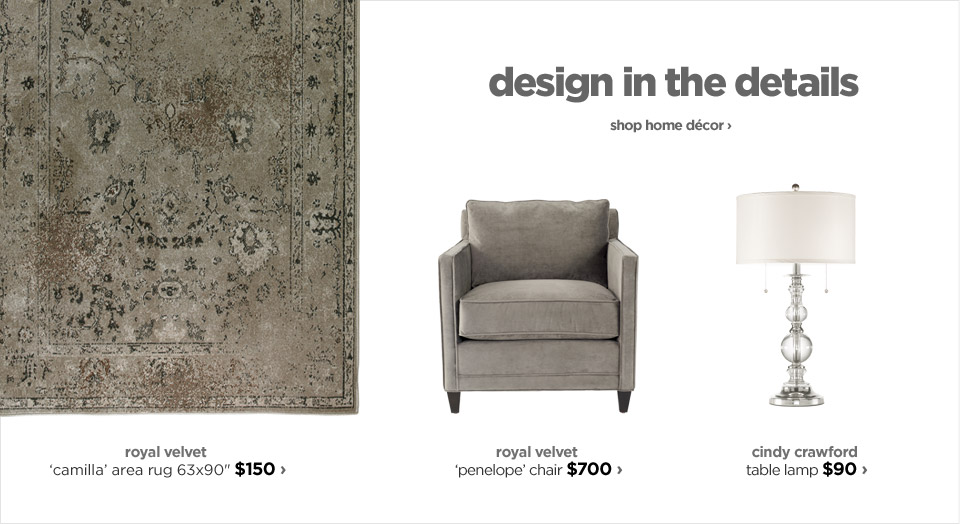 design in the details
shop home décor ›
royal velvet
‘camilla’ area rug 63x90" $150 ›
royal velvet
‘penelope’ chair $700 ›
cindy crawford
table lamp $90 ›